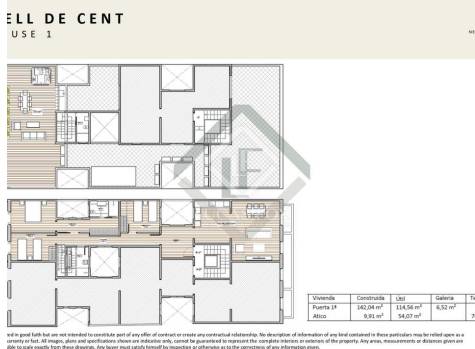 ELL DE CENT
USE 1
Vivienda Construida Útil Galeria Te
Puerta 1ª 142,04 m² 114,56 m² 6,52 m²
Atico 9,91 m² 54,07 m² 7
ed in good faith but are not intended to constitute part of any offer of contract or create any contractual relationship. No description of information of any kind contained in these particulars may be relied upon as a
arranty or fact. All images, plans and specifications shown are indicative only, cannot be guaranteed to represent the complete interiors or exteriors of the property. Any areas, measurements or distances given are
ble to scale exactly from these drawings. Any buyer must satisfy himself by inspection or otherwise as to the correctness of any information given.